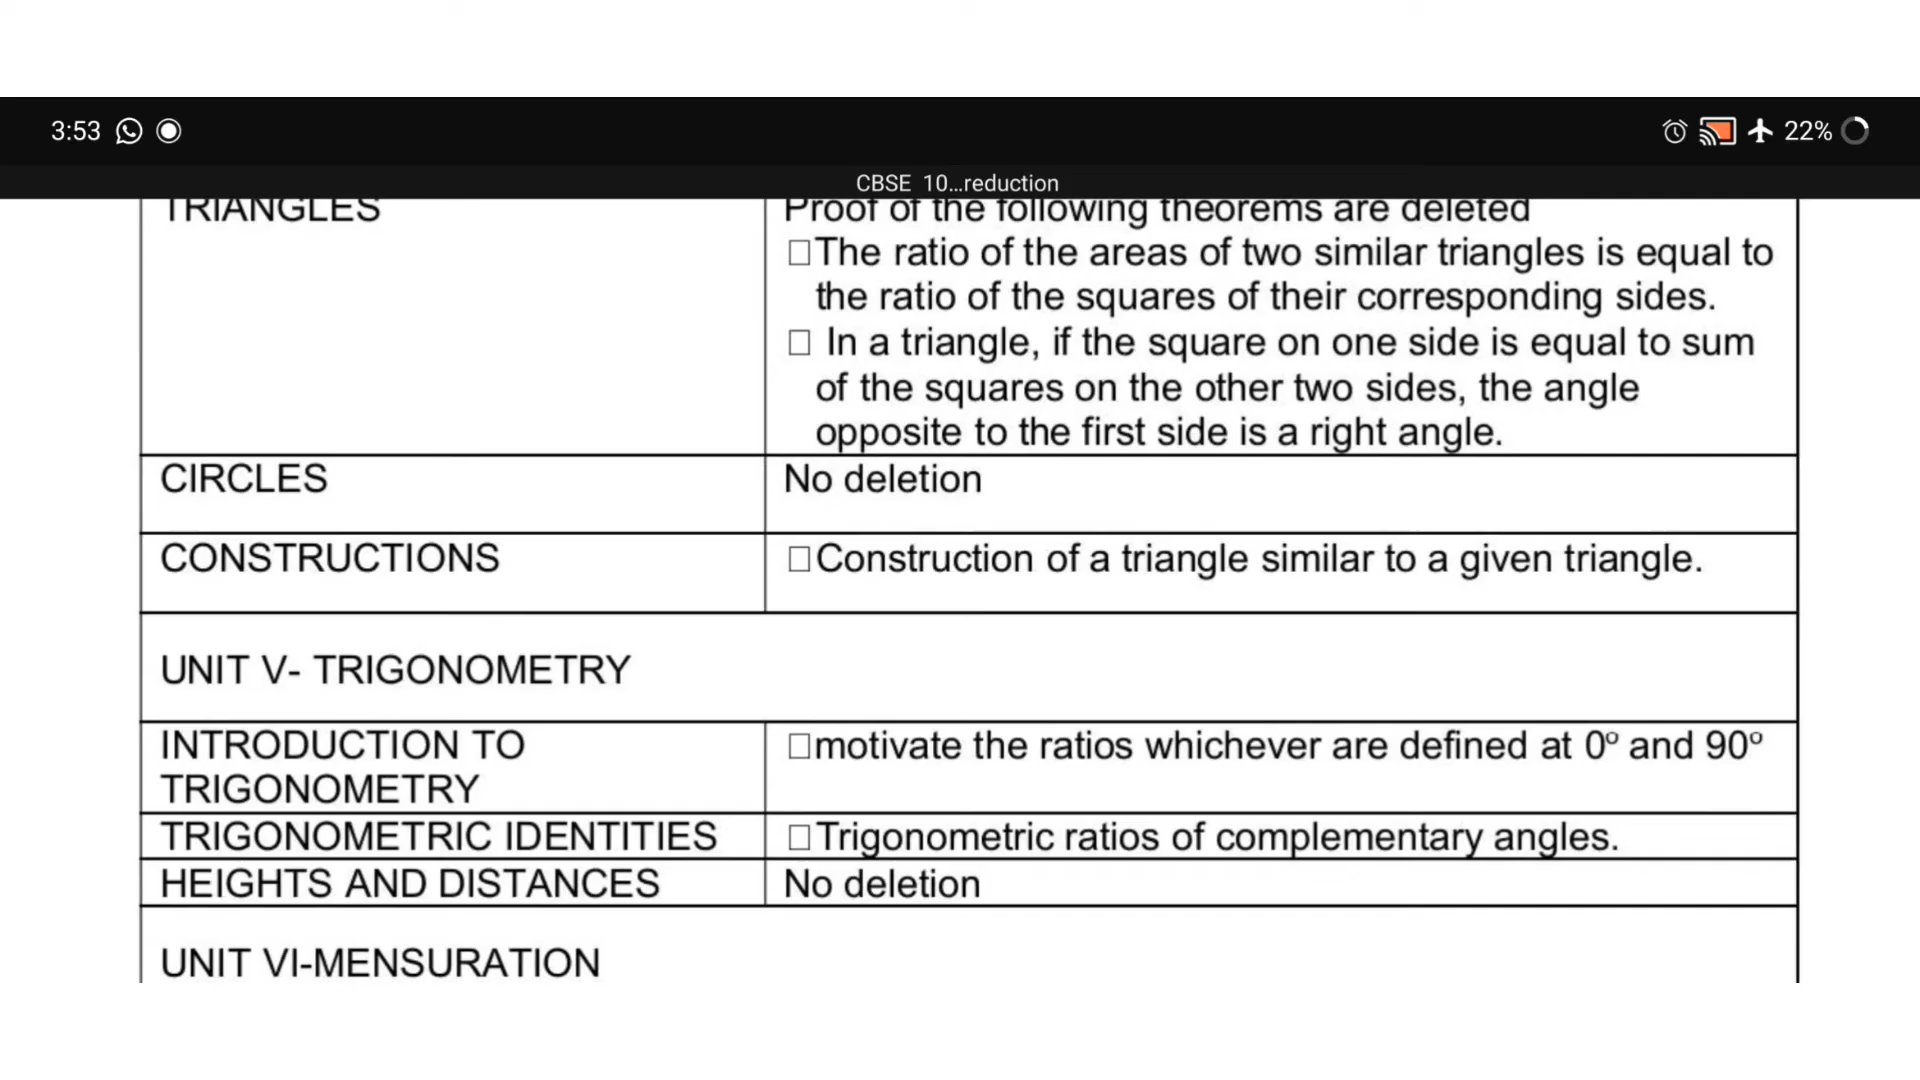 3:53
22%
CBSE 10...reduction
TRIANGLES
Proof of the following theorems are deleted
□The ratio of the areas of two similar triangles is equal to
the ratio of the squares of their corresponding sides.
□ In a triangle, if the square on one side is equal to sum
of the squares on the other two sides, the angle
opposite to the first side is a right angle.
CIRCLES
No deletion
CONSTRUCTIONS
□Construction of a triangle similar to a given triangle.
UNIT V- TRIGONOMETRY
INTRODUCTION TO
TRIGONOMETRY
□motivate the ratios whichever are defined at 0º and 90º
TRIGONOMETRIC IDENTITIES
□Trigonometric ratios of complementary angles.
HEIGHTS AND DISTANCES
No deletion
UNIT VI-MENSURATION